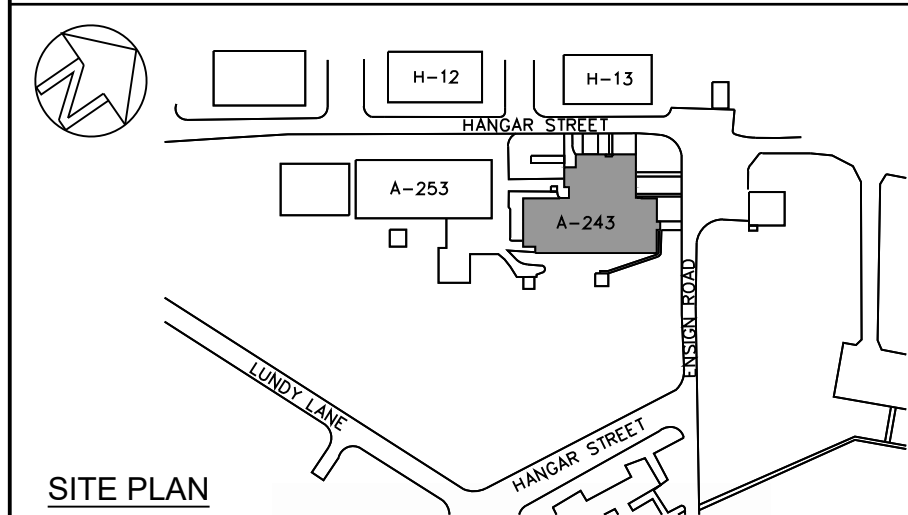 N
H-12
H-13
HANGAR STREET
A-253
A-243
ENSIGN ROAD
LUNDY LANE
HANGAR STREET
SITE PLAN